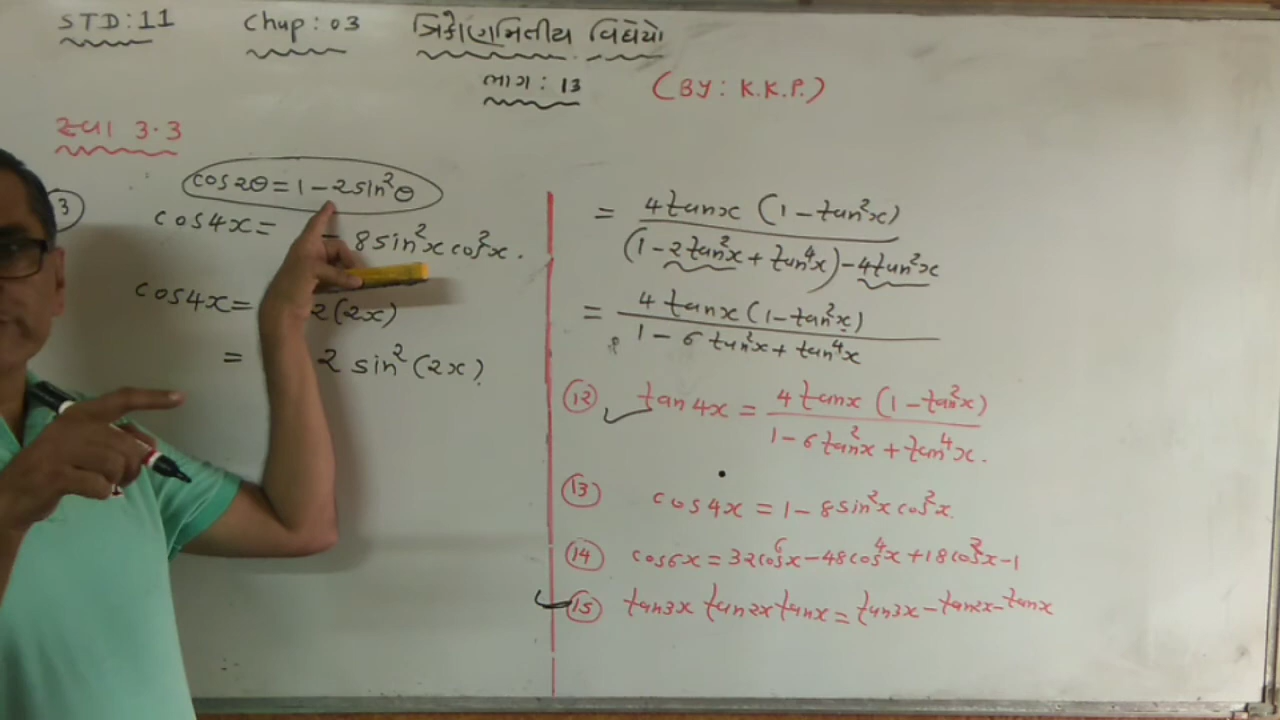 STD:11 Chap:03 ત્રિકોણમિતીય વિધેયો
ભાગ: 13 (BY: K.K.P.)
સ્વા 3.3
cos2θ = 1 - 2sin²θ
3 cos4x = - 8sin²x cos²x.
cos4x = 2(2x)
= 2 sin²(2x).
= 4tanx (1 - tan²x) / (1 - 2tan²x + tan⁴x) - 4tan²x
= 4tanx (1 - tan²x) / 1 - 6tan²x + tan⁴x
(12) tan4x = 4tanx (1 - tan²x) / 1 - 6tan²x + tan⁴x.
(13) cos4x = 1 - 8sin²x cos²x.
(14) cos6x = 32cos⁶x - 48cos⁴x + 18cos²x - 1
(15) tan3x tan2x tanx = tan3x - tan2x - tanx